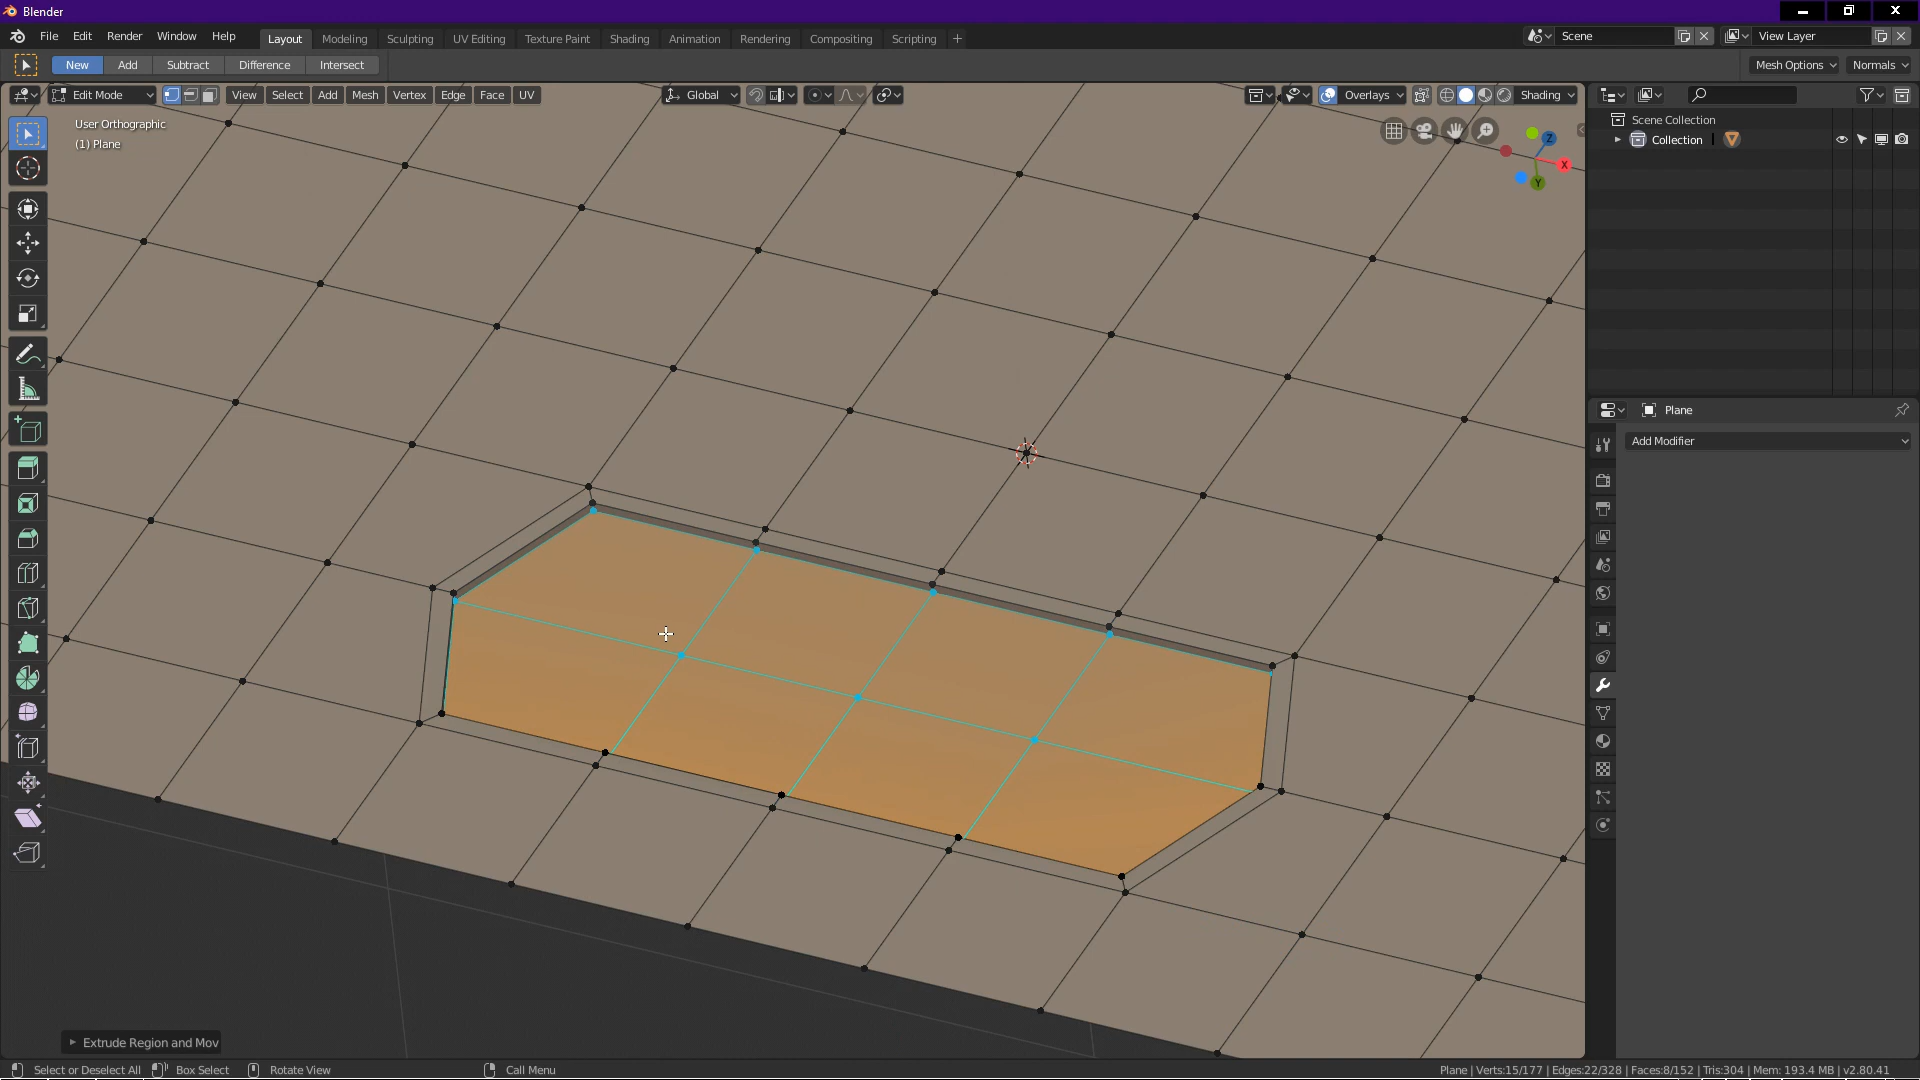 Blender
File Edit Render Window Help Layout Modeling Sculpting UV Editing Texture Paint Shading Animation Rendering Compositing Scripting + Scene View Layer
New Add Subtract Difference Intersect Mesh Options Normals
Edit Mode View Select Add Mesh Vertex Edge Face UV Global Overlays Shading
User Orthographic
(1) Plane
Z
X
Y
Scene Collection
Collection
Plane
Add Modifier
Extrude Region and Mov
Select or Deselect All Box Select Rotate View Call Menu Plane | Verts:15/177 | Edges:22/328 | Faces:8/152 | Tris:304 | Mem: 193.4 MB | v2.80.41